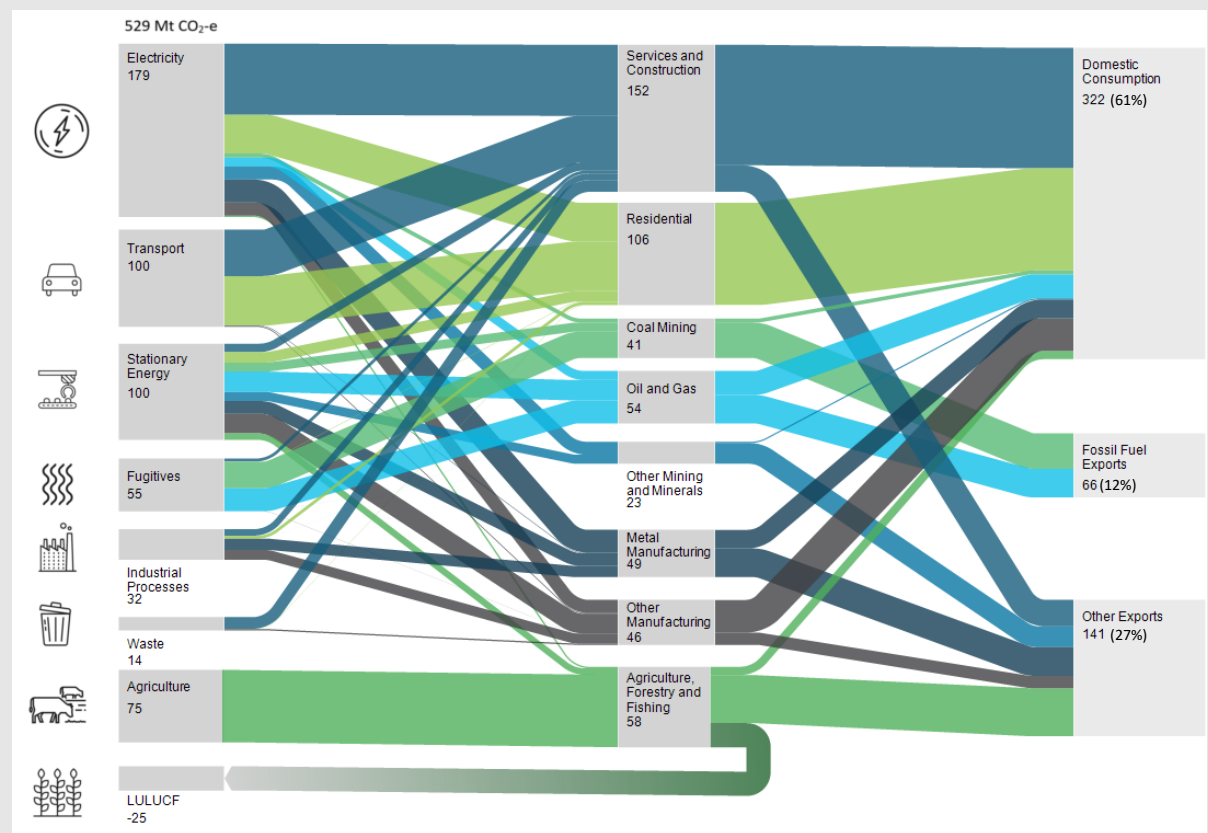 529 Mt CO₂-e
Electricity
179
Transport
100
Stationary
Energy
100
Fugitives
55
Industrial
Processes
32
Waste
14
Agriculture
75
LULUCF
-25
Services and
Construction
152
Residential
106
Coal Mining
41
Oil and Gas
54
Other Mining
and Minerals
23
Metal
Manufacturing
49
Other
Manufacturing
46
Agriculture,
Forestry and
Fishing
58
Domestic
Consumption
322 (61%)
Fossil Fuel
Exports
66 (12%)
Other Exports
141 (27%)